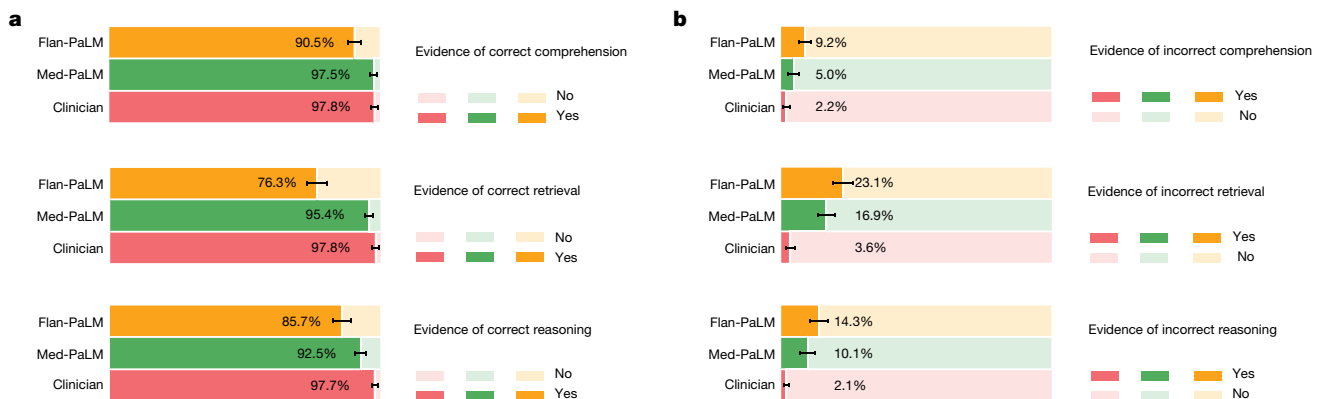 a
Flan-PaLM 90.5%
Med-PaLM 97.5%
Clinician 97.8%
Evidence of correct comprehension
No
Yes
Flan-PaLM 76.3%
Med-PaLM 95.4%
Clinician 97.8%
Evidence of correct retrieval
No
Yes
Flan-PaLM 85.7%
Med-PaLM 92.5%
Clinician 97.7%
Evidence of correct reasoning
No
Yes
b
Flan-PaLM 9.2%
Med-PaLM 5.0%
Clinician 2.2%
Evidence of incorrect comprehension
Yes
No
Flan-PaLM 23.1%
Med-PaLM 16.9%
Clinician 3.6%
Evidence of incorrect retrieval
Yes
No
Flan-PaLM 14.3%
Med-PaLM 10.1%
Clinician 2.1%
Evidence of incorrect reasoning
Yes
No